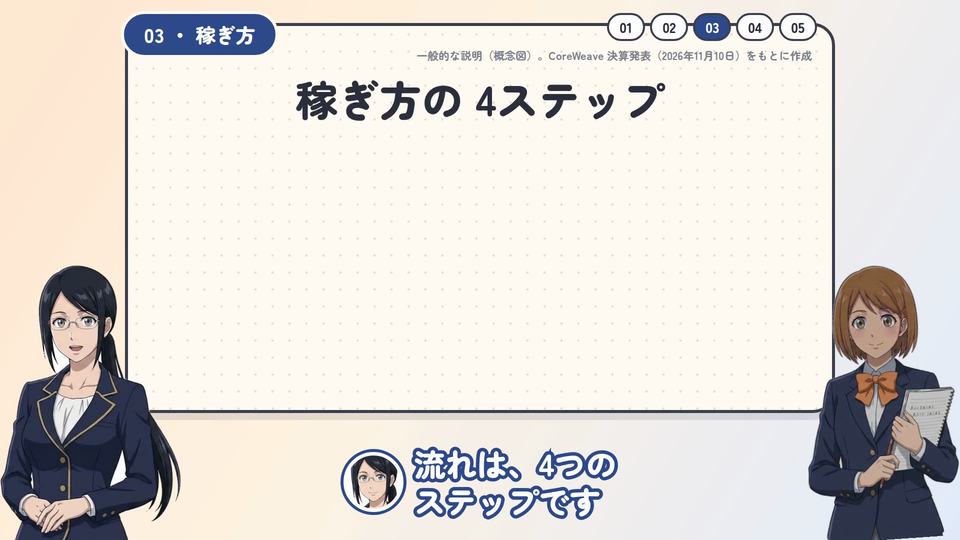 03 ・ 稼ぎ方
01 02 03 04 05
一般的な説明（概念図）。CoreWeave 決算発表（2026年11月10日）をもとに作成
稼ぎ方の 4ステップ
流れは、4つの
ステップです